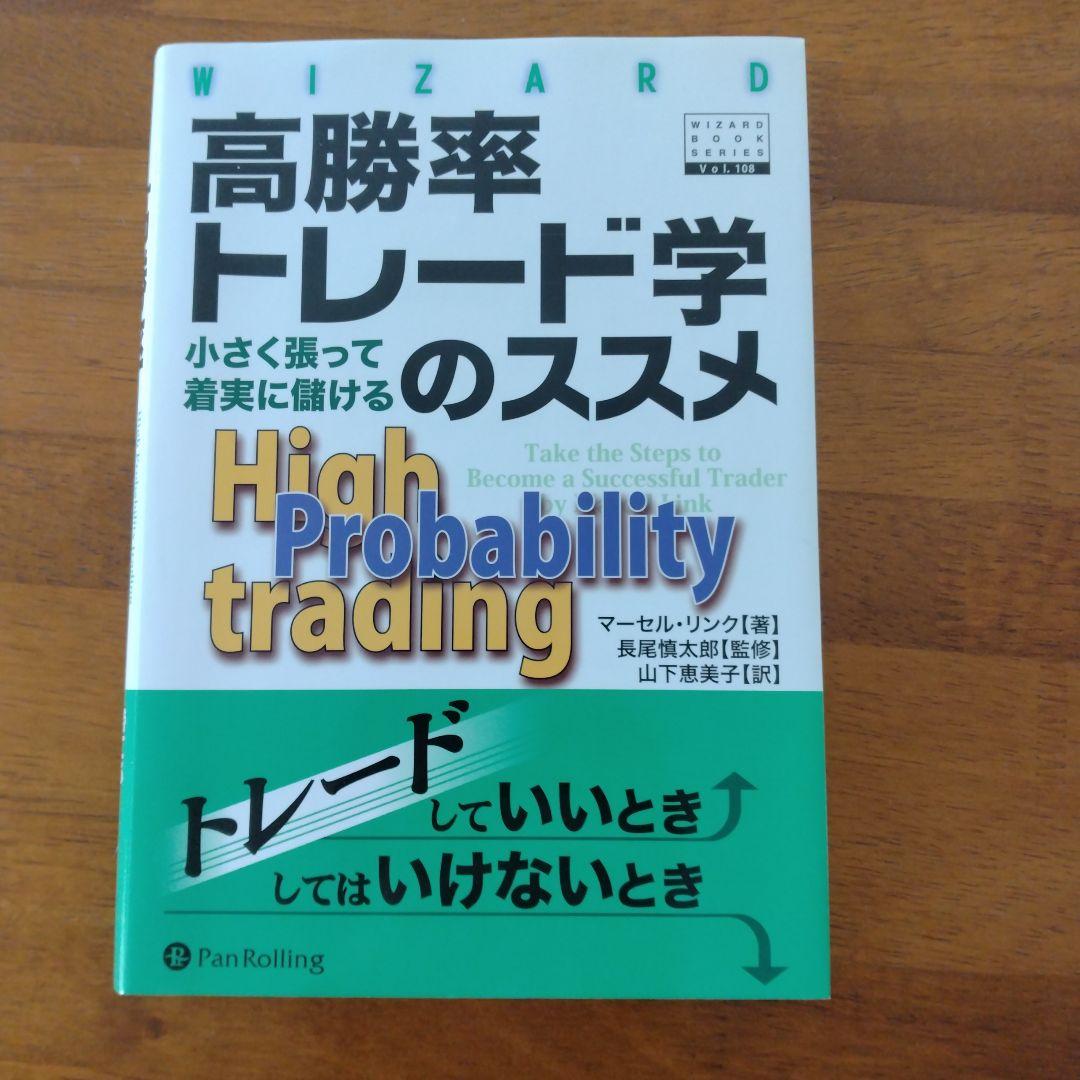 WIZARD
WIZARD
BOOK
SERIES
Vol. 108
高勝率
トレード学
のススメ
小さく張って
着実に儲ける
High
Probability
trading
Take the Steps to
Become a Successful Trader
by
Link
マーセル・リンク【著】
長尾慎太郎【監修】
山下恵美子【訳】
トレードしていいとき
してはいけないとき
PanRolling